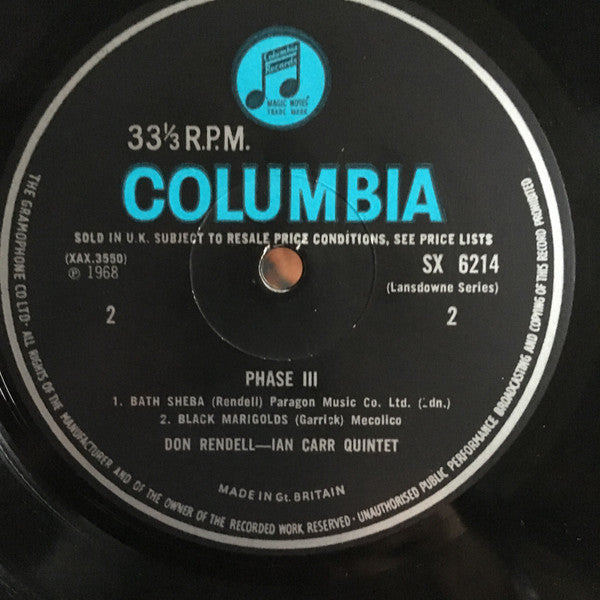 Columbia
Records
MAGIC NOTES
TRADE MARK
33⅓ R.P.M.
COLUMBIA
SOLD IN U.K. SUBJECT TO RESALE PRICE CONDITIONS, SEE PRICE LISTS
(XAX.3550)
℗ 1968
SX 6214
(Lansdowne Series)
2
2
PHASE III
1. BATH SHEBA (Rendell) Paragon Music Co. Ltd. (Ldn.)
2. BLACK MARIGOLDS (Garrick) Mecolico
DON RENDELL—IAN CARR QUINTET
MADE IN Gt. BRITAIN
THE GRAMOPHONE CO. LTD · ALL RIGHTS OF THE MANUFACTURER AND OF THE OWNER OF THE RECORDED WORK RESERVED · UNAUTHORISED PUBLIC PERFORMANCE BROADCASTING AND COPYING OF THIS RECORD PROHIBITED